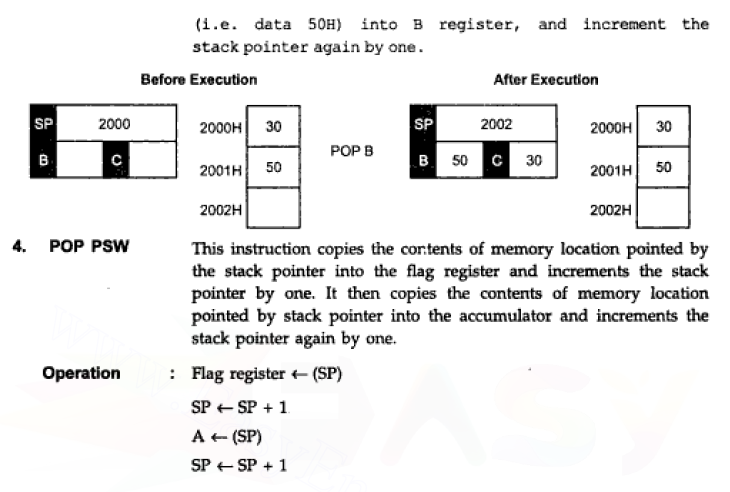 (i.e. data 50H) into B register, and increment the
stack pointer again by one.
Before Execution
After Execution
SP 2000
B C
2000H 30
2001H 50
2002H
POP B
SP 2002
B 50 C 30
2000H 30
2001H 50
2002H
4. POP PSW This instruction copies the contents of memory location pointed by
the stack pointer into the flag register and increments the stack
pointer by one. It then copies the contents of memory location
pointed by stack pointer into the accumulator and increments the
stack pointer again by one.
Operation : Flag register ← (SP)
SP ← SP + 1
A ← (SP)
SP ← SP + 1